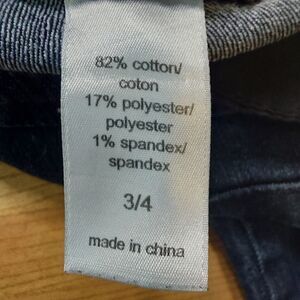 82% cotton/
coton
17% polyester/
polyester
1% spandex/
spandex
3/4
made in china